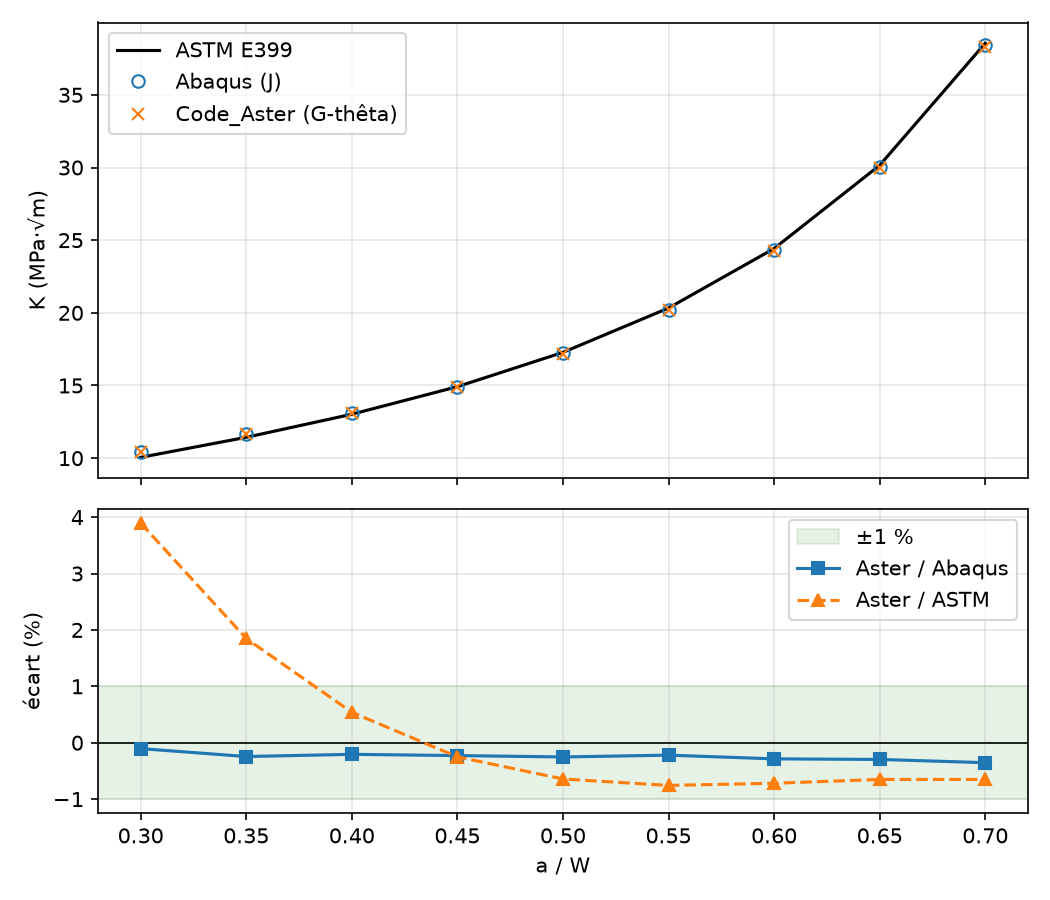 ASTM E399
Abaqus (J)
Code_Aster (G-thêta)
K (MPa·√m)
35
30
25
20
15
10
±1 %
Aster / Abaqus
Aster / ASTM
écart (%)
4
3
2
1
0
−1
0.30 0.35 0.40 0.45 0.50 0.55 0.60 0.65 0.70
a / W